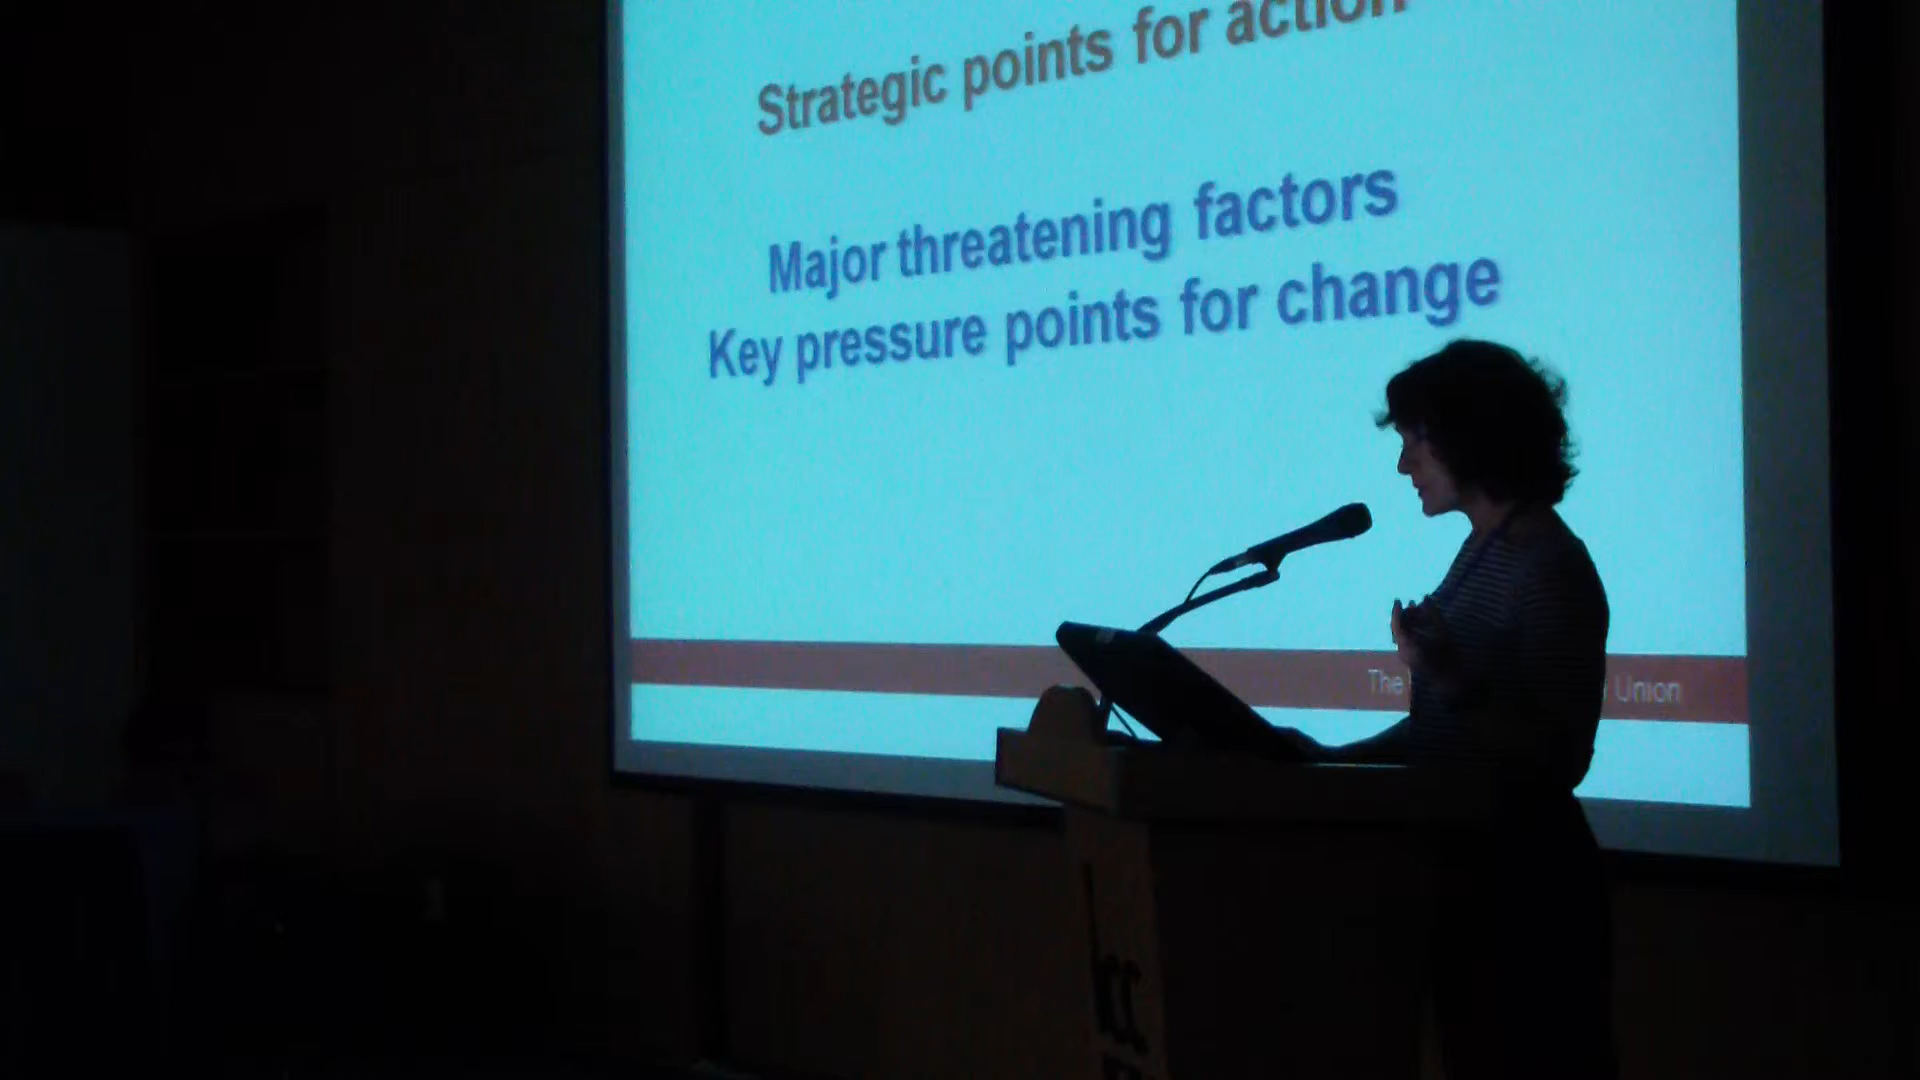 Strategic points for action
Major threatening factors
Key pressure points for change
The Union